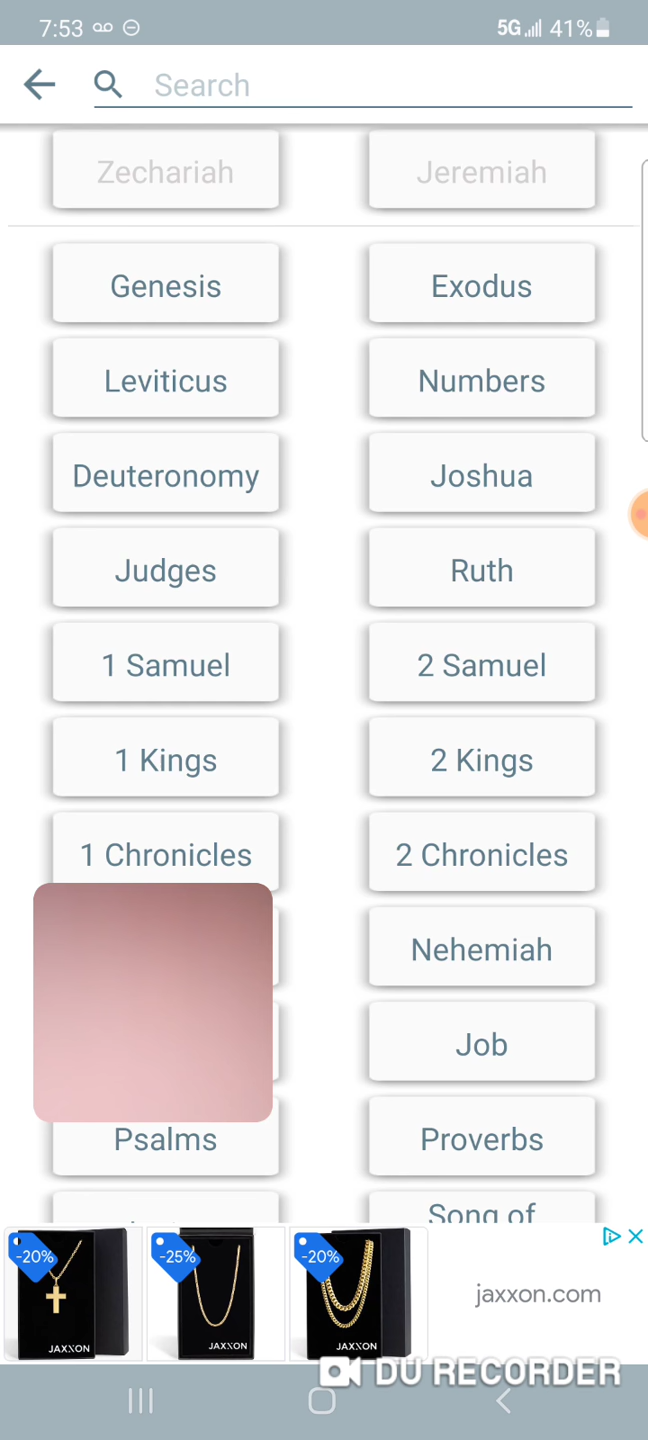 7:53 5G 41%
Search
Zechariah Jeremiah
Genesis Exodus
Leviticus Numbers
Deuteronomy Joshua
Judges Ruth
1 Samuel 2 Samuel
1 Kings 2 Kings
1 Chronicles 2 Chronicles
Nehemiah
Job
Psalms Proverbs
Song of
-20% -25% -20%
jaxxon.com
JAXXON JAXXON JAXXON
DU RECORDER